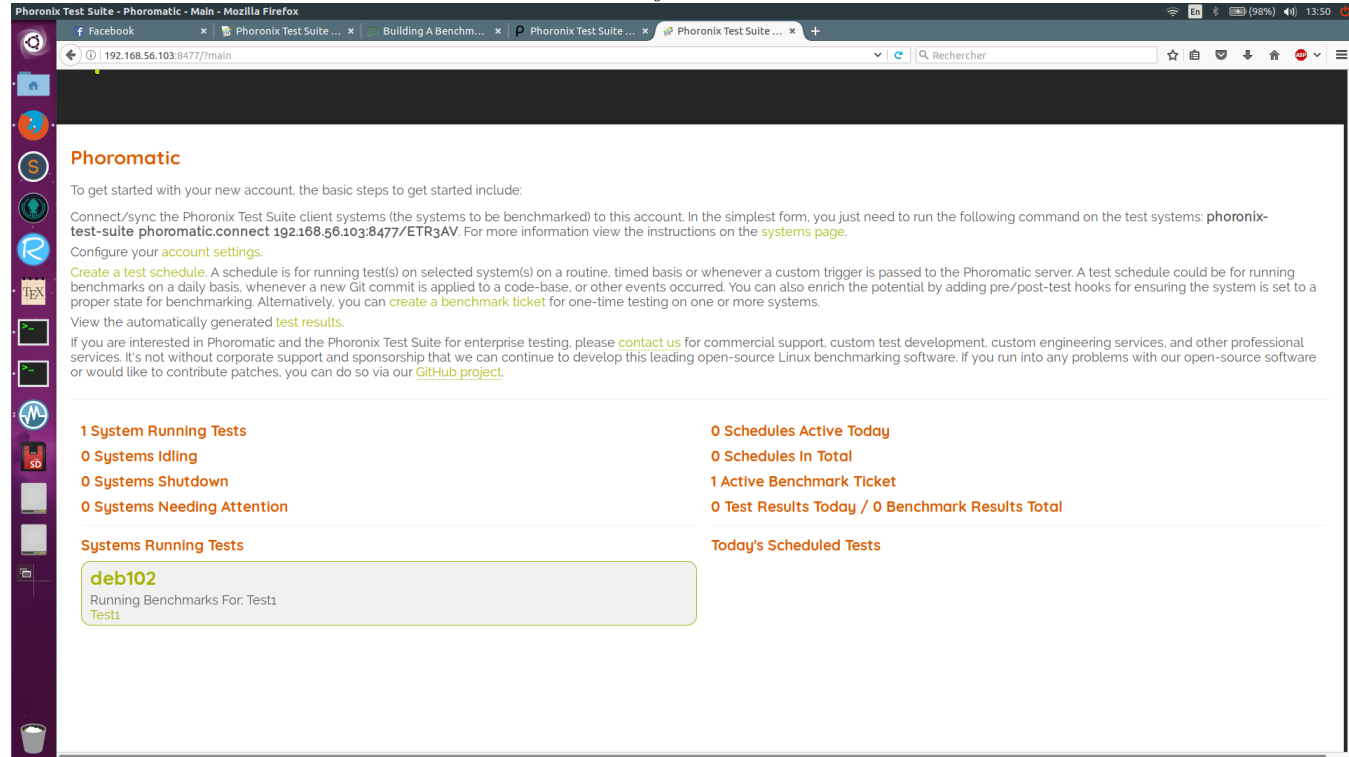 Phoronix Test Suite - Phoromatic - Main - Mozilla Firefox
En (98%) 13:50
Facebook × Phoronix Test Suite ... × Building A Benchm... × Phoronix Test Suite ... × Phoronix Test Suite ... × +
192.168.56.103:8477/?main
Rechercher
ABP
Phoromatic
To get started with your new account, the basic steps to get started include:
Connect/sync the Phoronix Test Suite client systems (the systems to be benchmarked) to this account. In the simplest form, you just need to run the following command on the test systems: phoronix-
test-suite phoromatic.connect 192.168.56.103:8477/ETR3AV. For more information view the instructions on the systems page.
Configure your account settings.
Create a test schedule. A schedule is for running test(s) on selected system(s) on a routine, timed basis or whenever a custom trigger is passed to the Phoromatic server. A test schedule could be for running
benchmarks on a daily basis, whenever a new Git commit is applied to a code-base, or other events occurred. You can also enrich the potential by adding pre/post-test hooks for ensuring the system is set to a
proper state for benchmarking. Alternatively, you can create a benchmark ticket for one-time testing on one or more systems.
View the automatically generated test results.
If you are interested in Phoromatic and the Phoronix Test Suite for enterprise testing, please contact us for commercial support, custom test development, custom engineering services, and other professional
services. It's not without corporate support and sponsorship that we can continue to develop this leading open-source Linux benchmarking software. If you run into any problems with our open-source software
or would like to contribute patches, you can do so via our GitHub project.
1 System Running Tests
0 Systems Idling
0 Systems Shutdown
0 Systems Needing Attention
0 Schedules Active Today
0 Schedules In Total
1 Active Benchmark Ticket
0 Test Results Today / 0 Benchmark Results Total
Systems Running Tests
deb102
Running Benchmarks For: Test1
Test1
Today's Scheduled Tests
S
R
TEX
>_
>_
SD